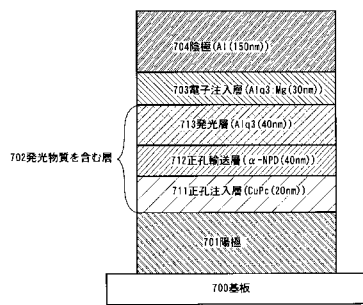 704陰極(Al(150nm))
703電子注入層(Alq3:Mg(30nm))
713発光層(Alq3(40nm))
702発光物質を含む層
712正孔輸送層(α-NPD(40nm))
711正孔注入層(CuPc(20nm))
701陽極
700基板